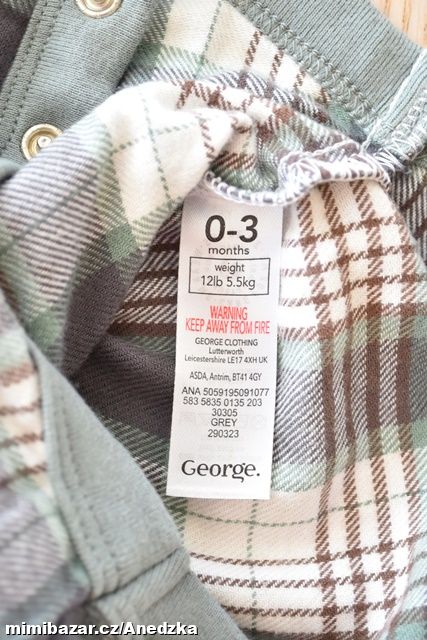 0-3
months
weight
12lb 5.5kg
WARNING
KEEP AWAY FROM FIRE
GEORGE CLOTHING
Lutterworth
Leicestershire LE17 4XH UK
ASDA, Antrim, BT41 4GY
ANA 5059195091077
583 5835 0135 203
30305
GREY
290323
George.
mimibazar.cz/Anedzka